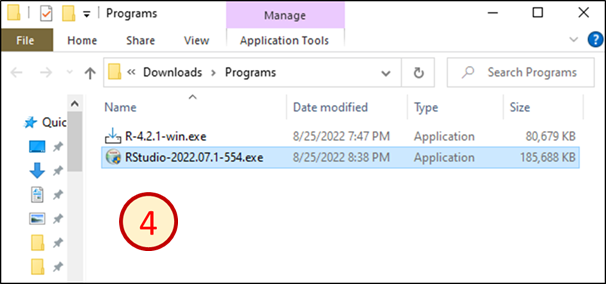 Programs
Manage
File
Home
Share
View
Application Tools
« Downloads > Programs
Search Programs
Name
Date modified
Type
Size
R-4.2.1-win.exe 8/25/2022 7:47 PM Application 80,679 KB
RStudio-2022.07.1-554.exe 8/25/2022 8:38 PM Application 185,688 KB
Quic
4